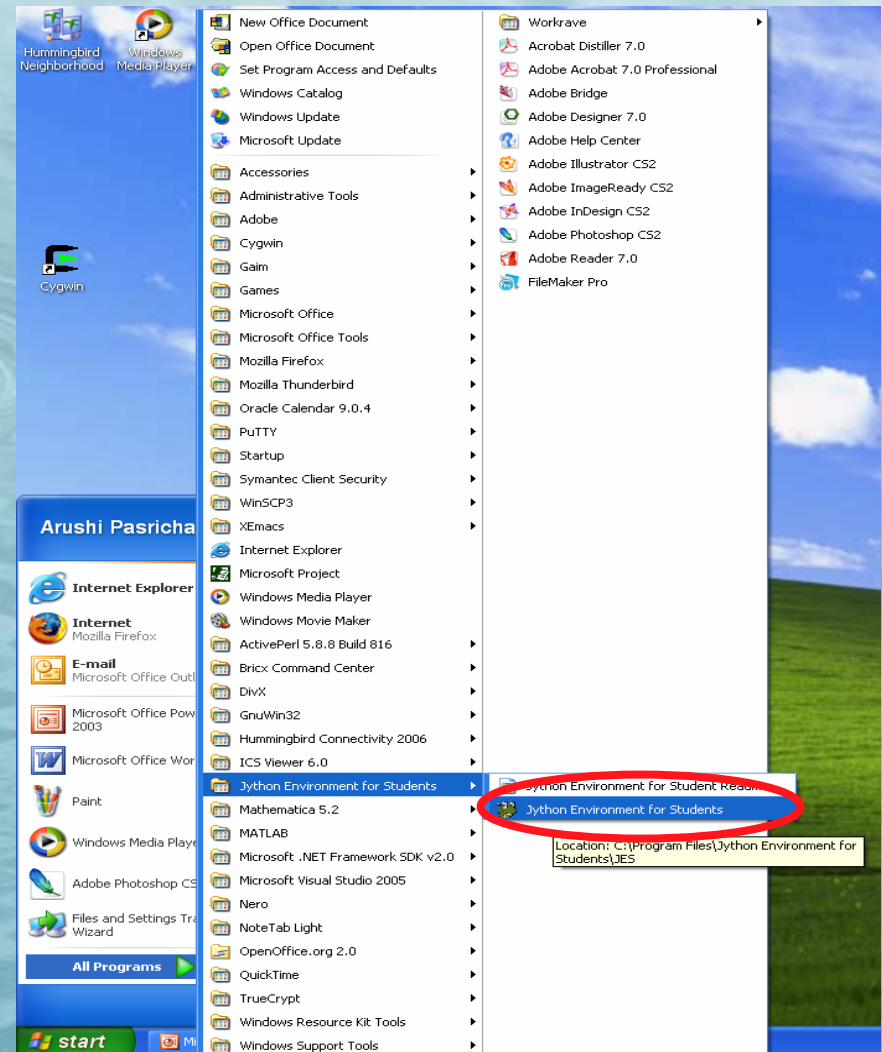 Hummingbird
Neighborhood
Windows
Media Player
Cygwin
New Office Document
Open Office Document
Set Program Access and Defaults
Windows Catalog
Windows Update
Microsoft Update
Accessories
Administrative Tools
Adobe
Cygwin
Gaim
Games
Microsoft Office
Microsoft Office Tools
Mozilla Firefox
Mozilla Thunderbird
Oracle Calendar 9.0.4
PuTTY
Startup
Symantec Client Security
WinSCP3
XEmacs
Internet Explorer
Microsoft Project
Windows Media Player
Windows Movie Maker
ActivePerl 5.8.8 Build 816
Bricx Command Center
DivX
GnuWin32
Hummingbird Connectivity 2006
ICS Viewer 6.0
Jython Environment for Students
Mathematica 5.2
MATLAB
Microsoft .NET Framework SDK v2.0
Microsoft Visual Studio 2005
Nero
NoteTab Light
OpenOffice.org 2.0
QuickTime
TrueCrypt
Windows Resource Kit Tools
Windows Support Tools
Workrave
Acrobat Distiller 7.0
Adobe Acrobat 7.0 Professional
Adobe Bridge
Adobe Designer 7.0
Adobe Help Center
Adobe Illustrator CS2
Adobe ImageReady CS2
Adobe InDesign CS2
Adobe Photoshop CS2
Adobe Reader 7.0
FileMaker Pro
Jython Environment for Student
Jython Environment for Students
Location: C:\Program Files\Jython Environment for
Students\JES
Arushi Pasricha
Internet Explorer
Internet
Mozilla Firefox
E-mail
Microsoft Office Outl
Microsoft Office Pow
2003
Microsoft Office Wor
Paint
Windows Media Playe
Adobe Photoshop CS
Files and Settings Tra
Wizard
All Programs
start
Mi